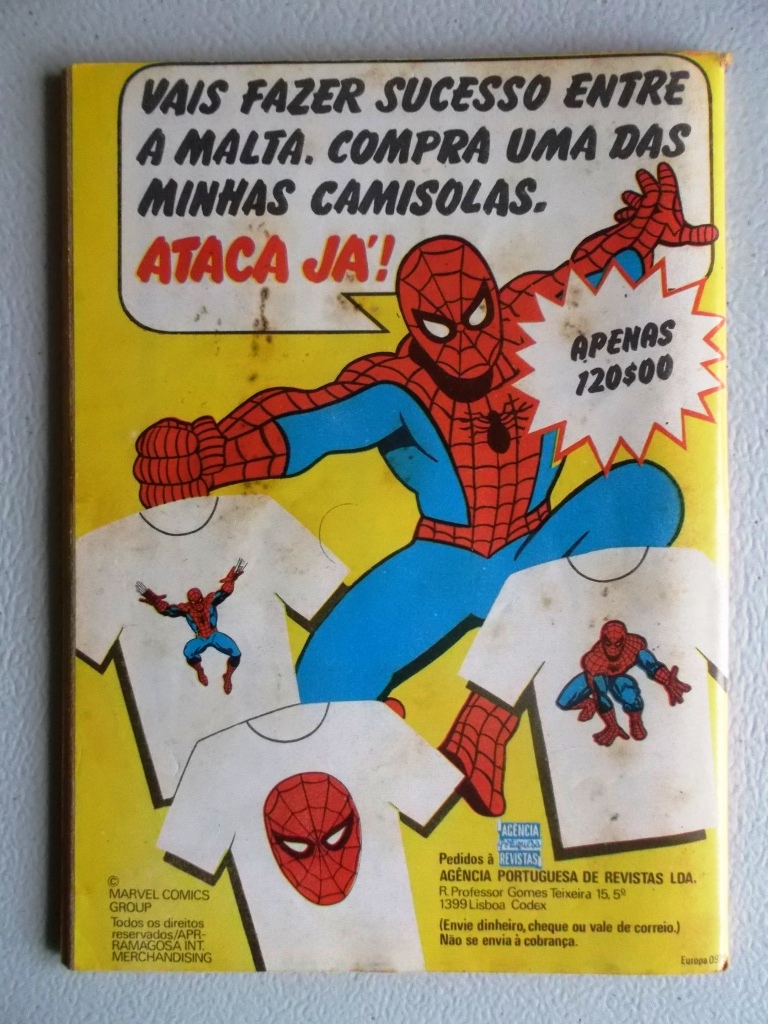 VAIS FAZER SUCESSO ENTRE
A MALTA. COMPRA UMA DAS
MINHAS CAMISOLAS.
ATACA JÁ!
APENAS
120$00
AGÊNCIA
portuguesa
REVISTAS
Pedidos à
AGÊNCIA PORTUGUESA DE REVISTAS LDA.
R. Professor Gomes Teixeira 15, 5º
1399 Lisboa Codex
(Envie dinheiro, cheque ou vale de correio.)
Não se envia à cobrança.
©
MARVEL COMICS
GROUP
Todos os direitos
reservados/APR-
RAMAGOSA INT.
MERCHANDISING
Europa